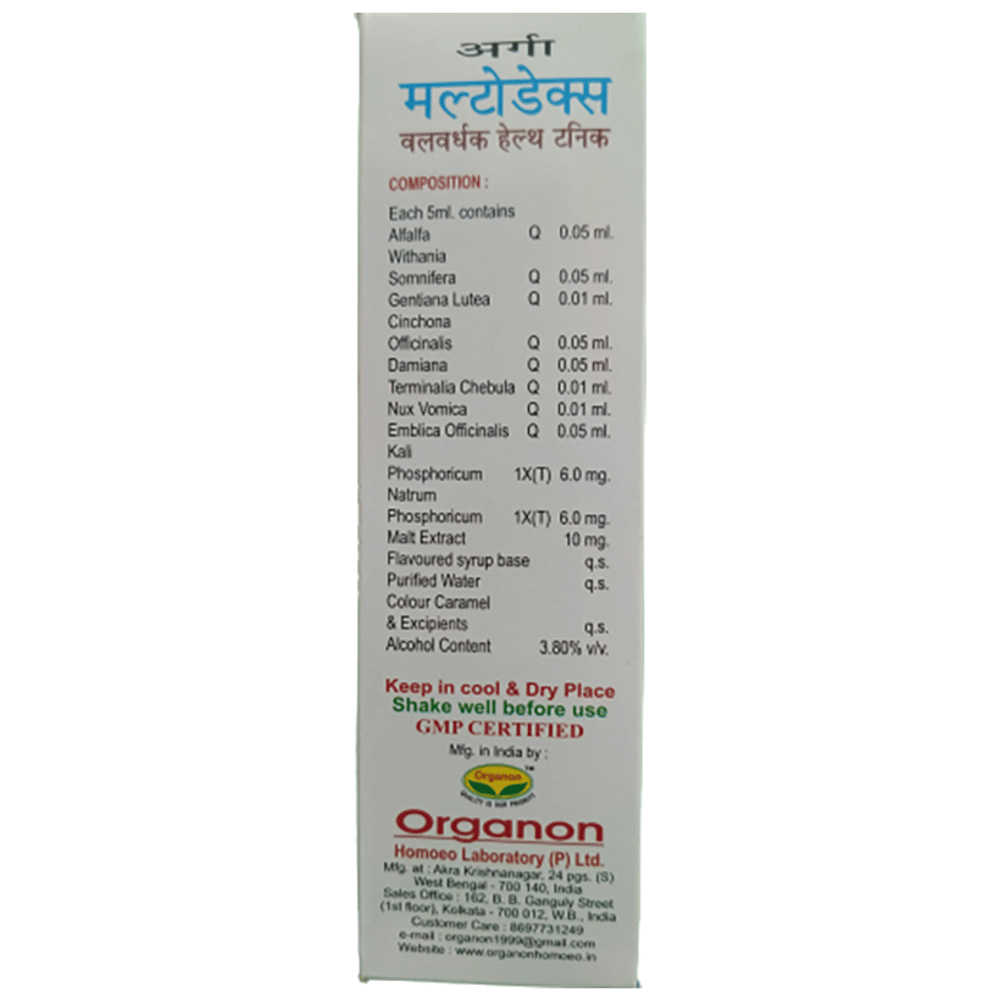 अर्गा
मल्टोडेक्स
वलवर्धक हेल्थ टनिक
COMPOSITION :
Each 5ml. contains
Alfalfa Q 0.05 ml.
Withania
Somnifera Q 0.05 ml.
Gentiana Lutea Q 0.01 ml.
Cinchona
Officinalis Q 0.05 ml.
Damiana Q 0.05 ml.
Terminalia Chebula Q 0.01 ml.
Nux Vomica Q 0.01 ml.
Emblica Officinalis Q 0.05 ml.
Kali
Phosphoricum 1X(T) 6.0 mg.
Natrum
Phosphoricum 1X(T) 6.0 mg.
Malt Extract 10 mg.
Flavoured syrup base q.s.
Purified Water q.s.
Colour Caramel
& Excipients q.s.
Alcohol Content 3.80% v/v.
Keep in cool & Dry Place
Shake well before use
GMP CERTIFIED
Mfg. in India by :
Organon ™
QUALITY IS OUR PRIORITY
Organon
Homoeo Laboratory (P) Ltd.
Mfg. at : Akra Krishnanagar, 24 pgs. (S)
West Bengal - 700 140, India
Sales Office : 162, B. B. Ganguly Street
(1st floor), Kolkata - 700 012, W.B., India
Customer Care : 8697731249
e-mail : organon1999@gmail.com
Website : www.organonhomoeo.in